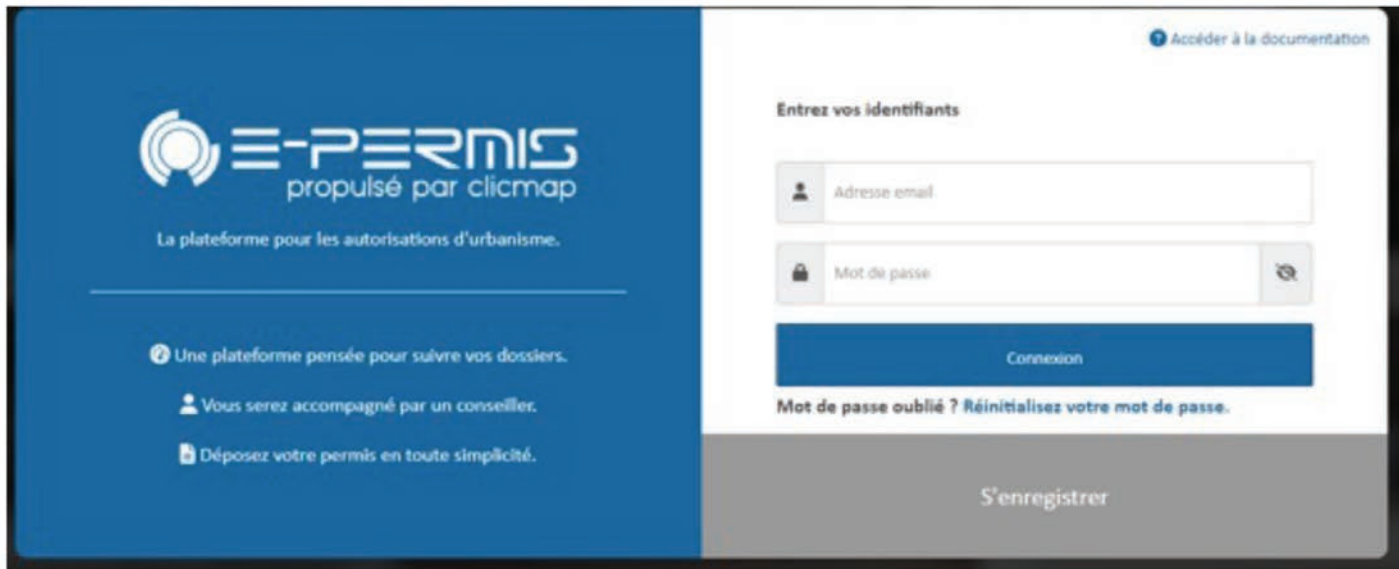 E-PERMIS
propulsé par clicmap
La plateforme pour les autorisations d'urbanisme.
Une plateforme pensée pour suivre vos dossiers.
Vous serez accompagné par un conseiller.
Déposez votre permis en toute simplicité.
Accéder à la documentation
Entrez vos identifiants
Adresse email
Mot de passe
Connexion
Mot de passe oublié ? Réinitialisez votre mot de passe.
S'enregistrer